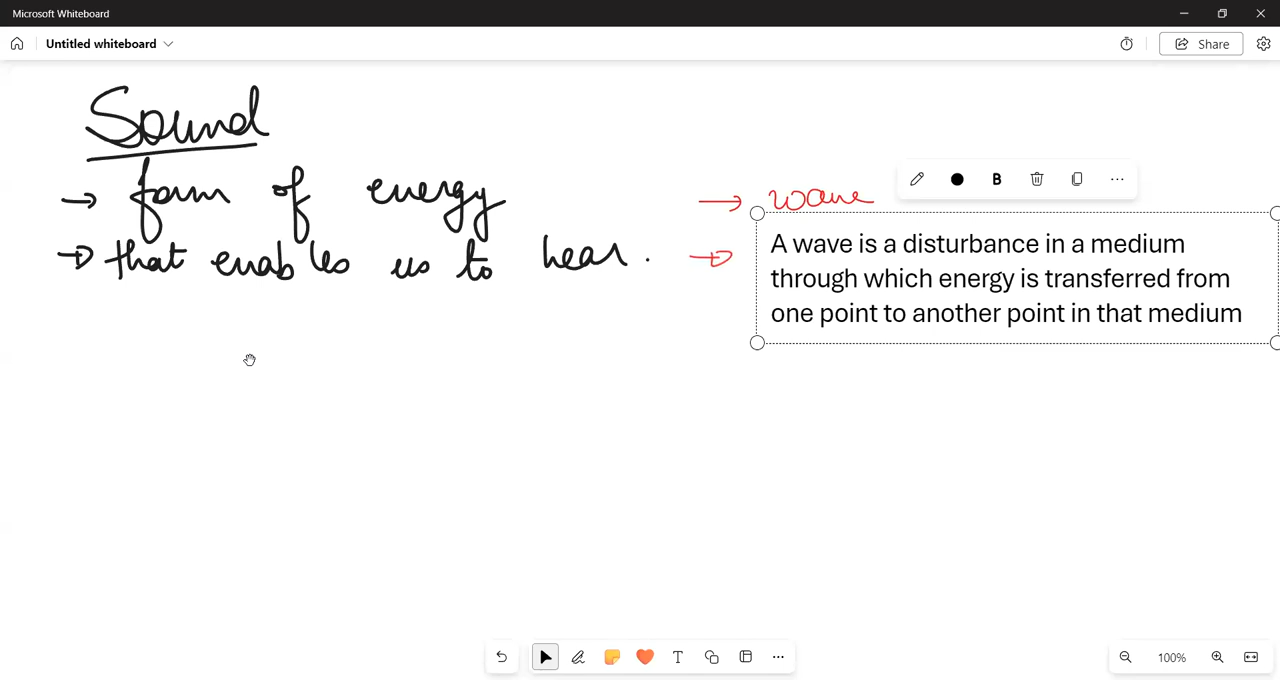 Microsoft Whiteboard
Untitled whiteboard
Share
Sound
→ form of energy
→ that enables us to hear.
→ wave
B
→ A wave is a disturbance in a medium
through which energy is transferred from
one point to another point in that medium
T
100%